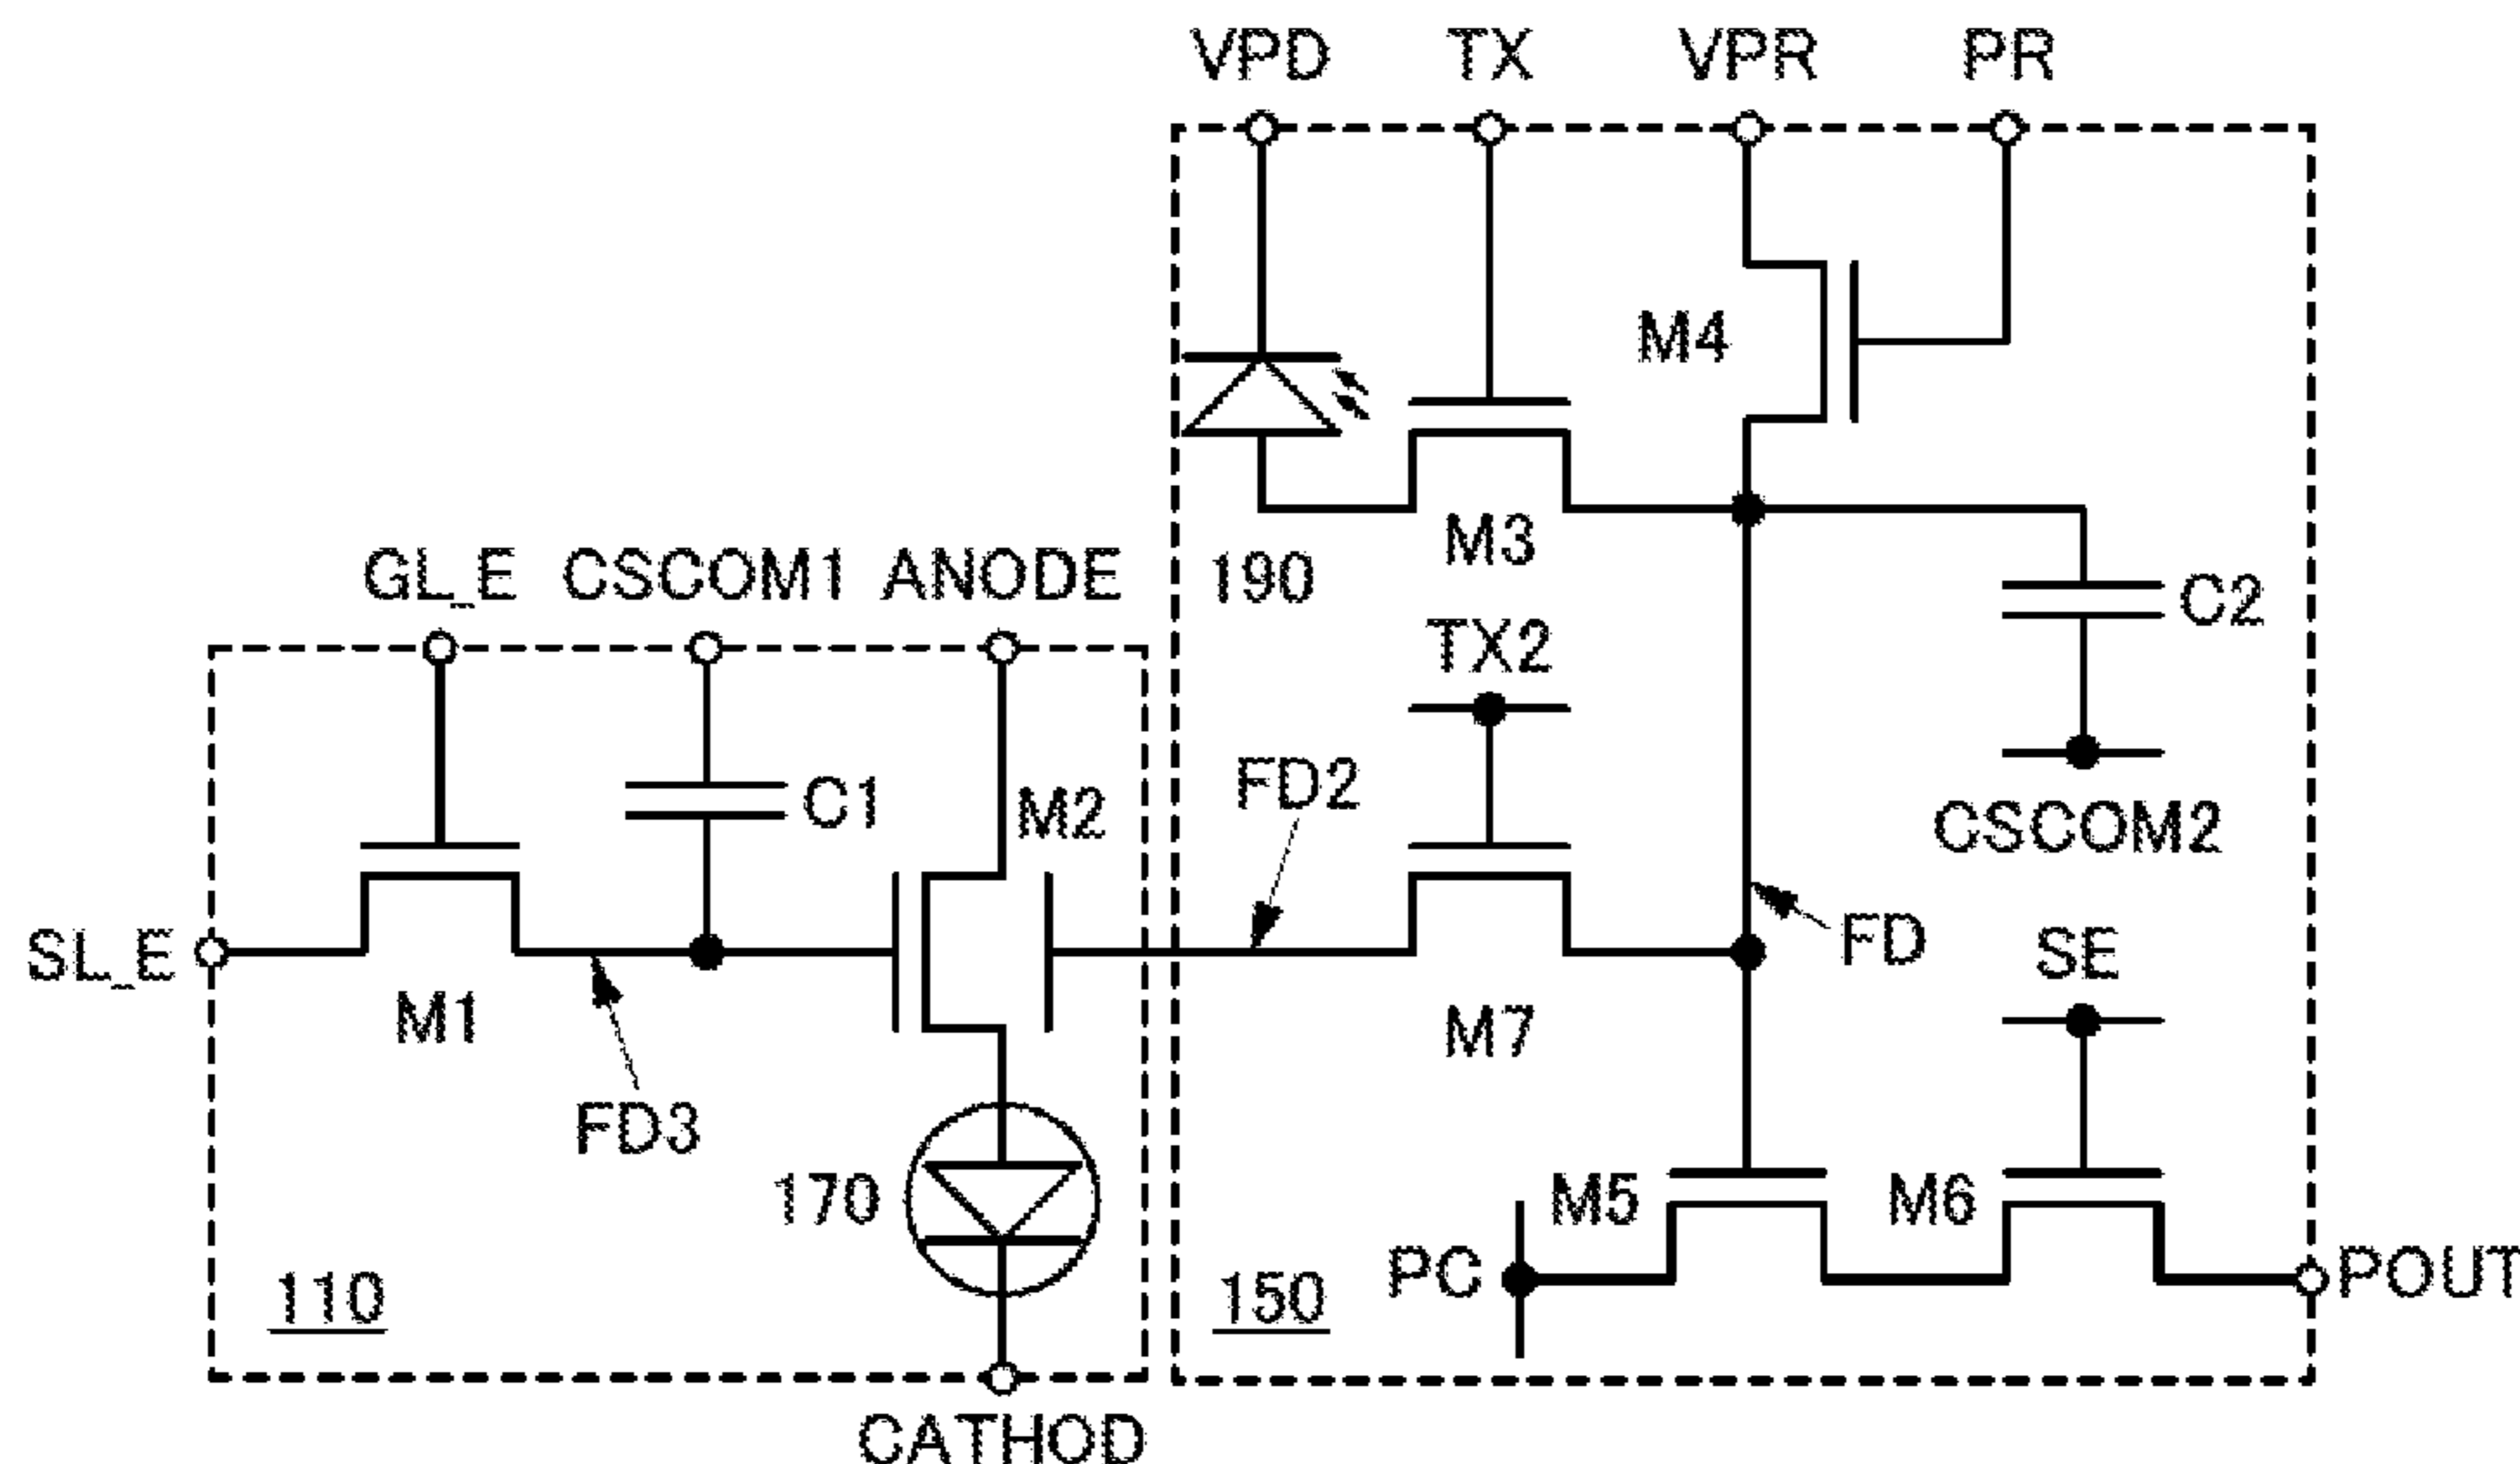 VPD TX VPR PR
M4
M3
GL_E CSCOM1 ANODE 190 C2
TX2
FD2
C1 M2
CSCOM2
FD
SL_E SE
M1 M7
FD3
170 M5 M6
PC POUT
110 150
CATHOD